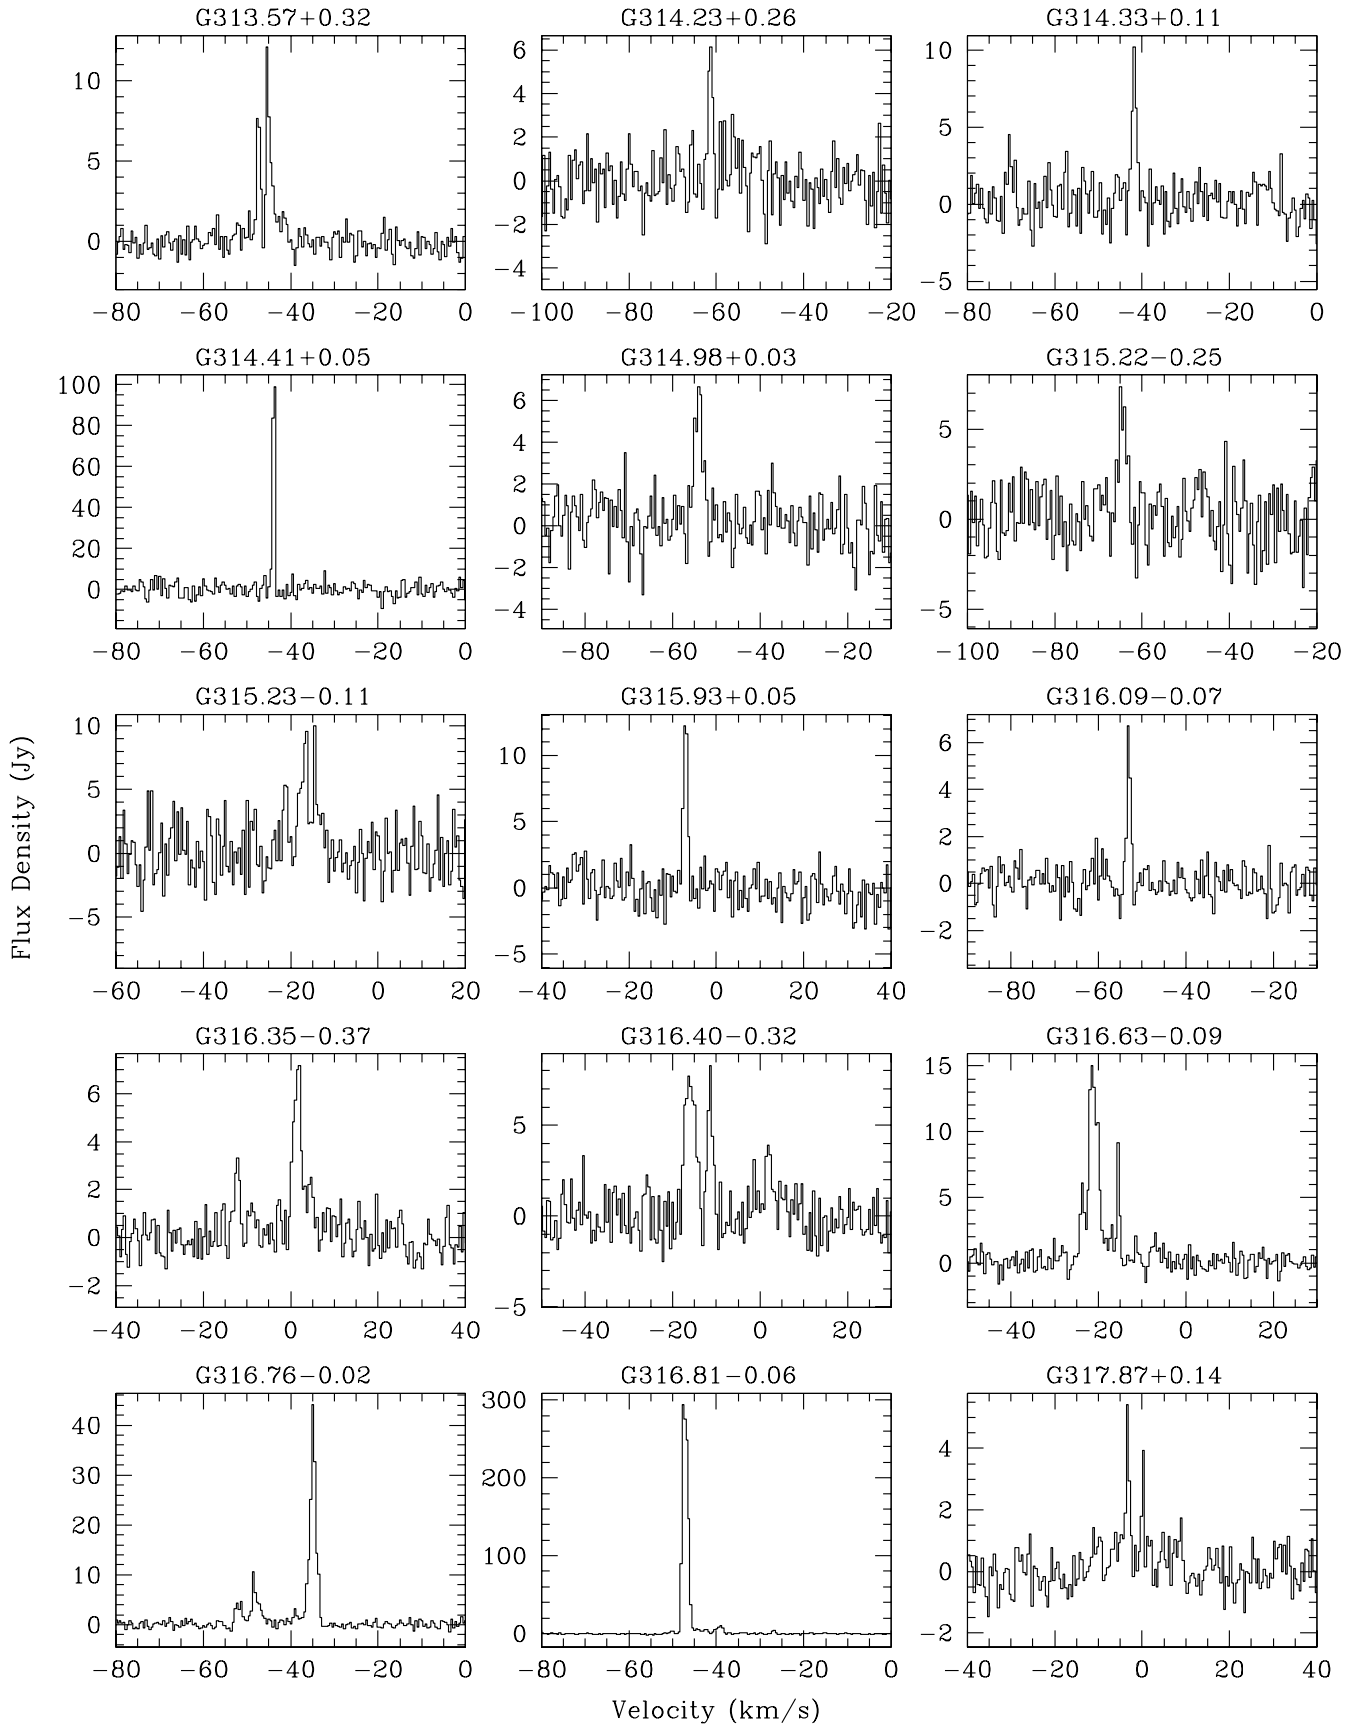 G313.57+0.32 G314.23+0.26 G314.33+0.11
10 6 10
5 4 5
0 2 0
0 −5
−2
−4
−80 −60 −40 −20 0 −100 −80 −60 −40 −20 −80 −60 −40 −20 0
G314.41+0.05 G314.98+0.03 G315.22−0.25
100 6 5
80 4 0
60 2 −5
40 0
20 −2
0 −4
−80 −60 −40 −20 0 −80 −60 −40 −20 −100 −80 −60 −40 −20
G315.23−0.11 G315.93+0.05 G316.09−0.07
10 10 6
5 5 4
0 0 2
−5 −5 0
−2
−60 −40 −20 0 20 −40 −20 0 20 40 −80 −60 −40 −20
Flux Density (Jy)
G316.35−0.37 G316.40−0.32 G316.63−0.09
6 5 15
4 0 10
2 −5 5
0 0
−2
−40 −20 0 20 40 −40 −20 0 20 −40 −20 0 20
G316.76−0.02 G316.81−0.06 G317.87+0.14
40 300 4
30 200 2
20 100 0
10 0 −2
0
−80 −60 −40 −20 0 −80 −60 −40 −20 0 −40 −20 0 20 40
Velocity (km/s)